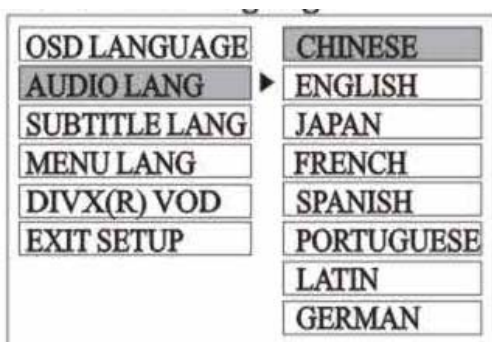 OSD LANGUAGE
AUDIO LANG
SUBTITLE LANG
MENU LANG
DIVX(R) VOD
EXIT SETUP
CHINESE
ENGLISH
JAPAN
FRENCH
SPANISH
PORTUGUESE
LATIN
GERMAN